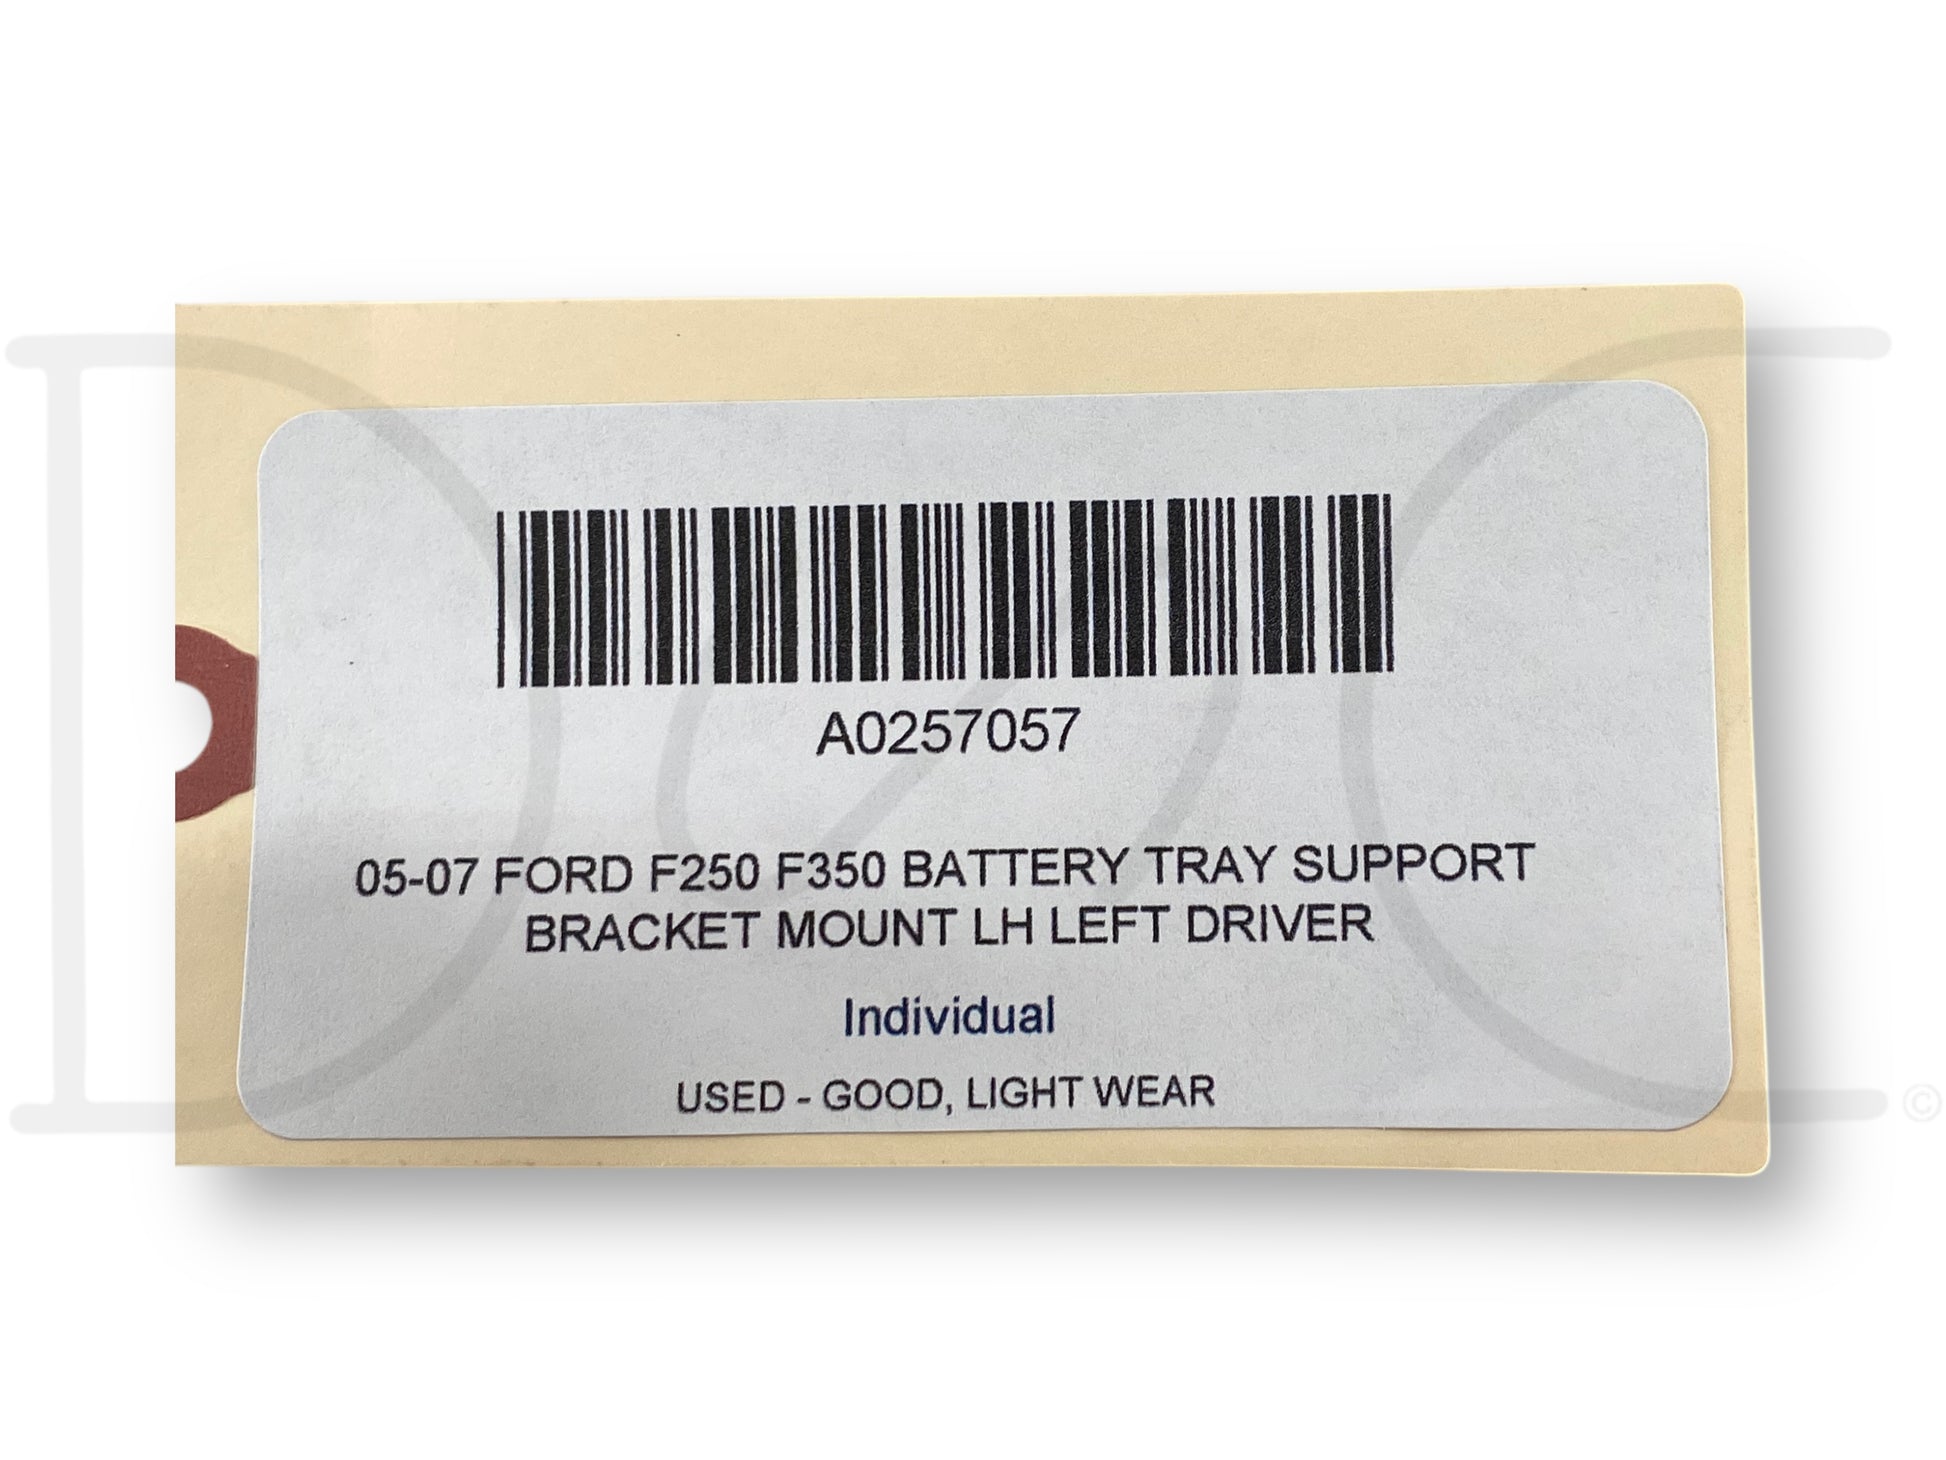 A0257057
05-07 FORD F250 F350 BATTERY TRAY SUPPORT
BRACKET MOUNT LH LEFT DRIVER
Individual
USED - GOOD, LIGHT WEAR
©